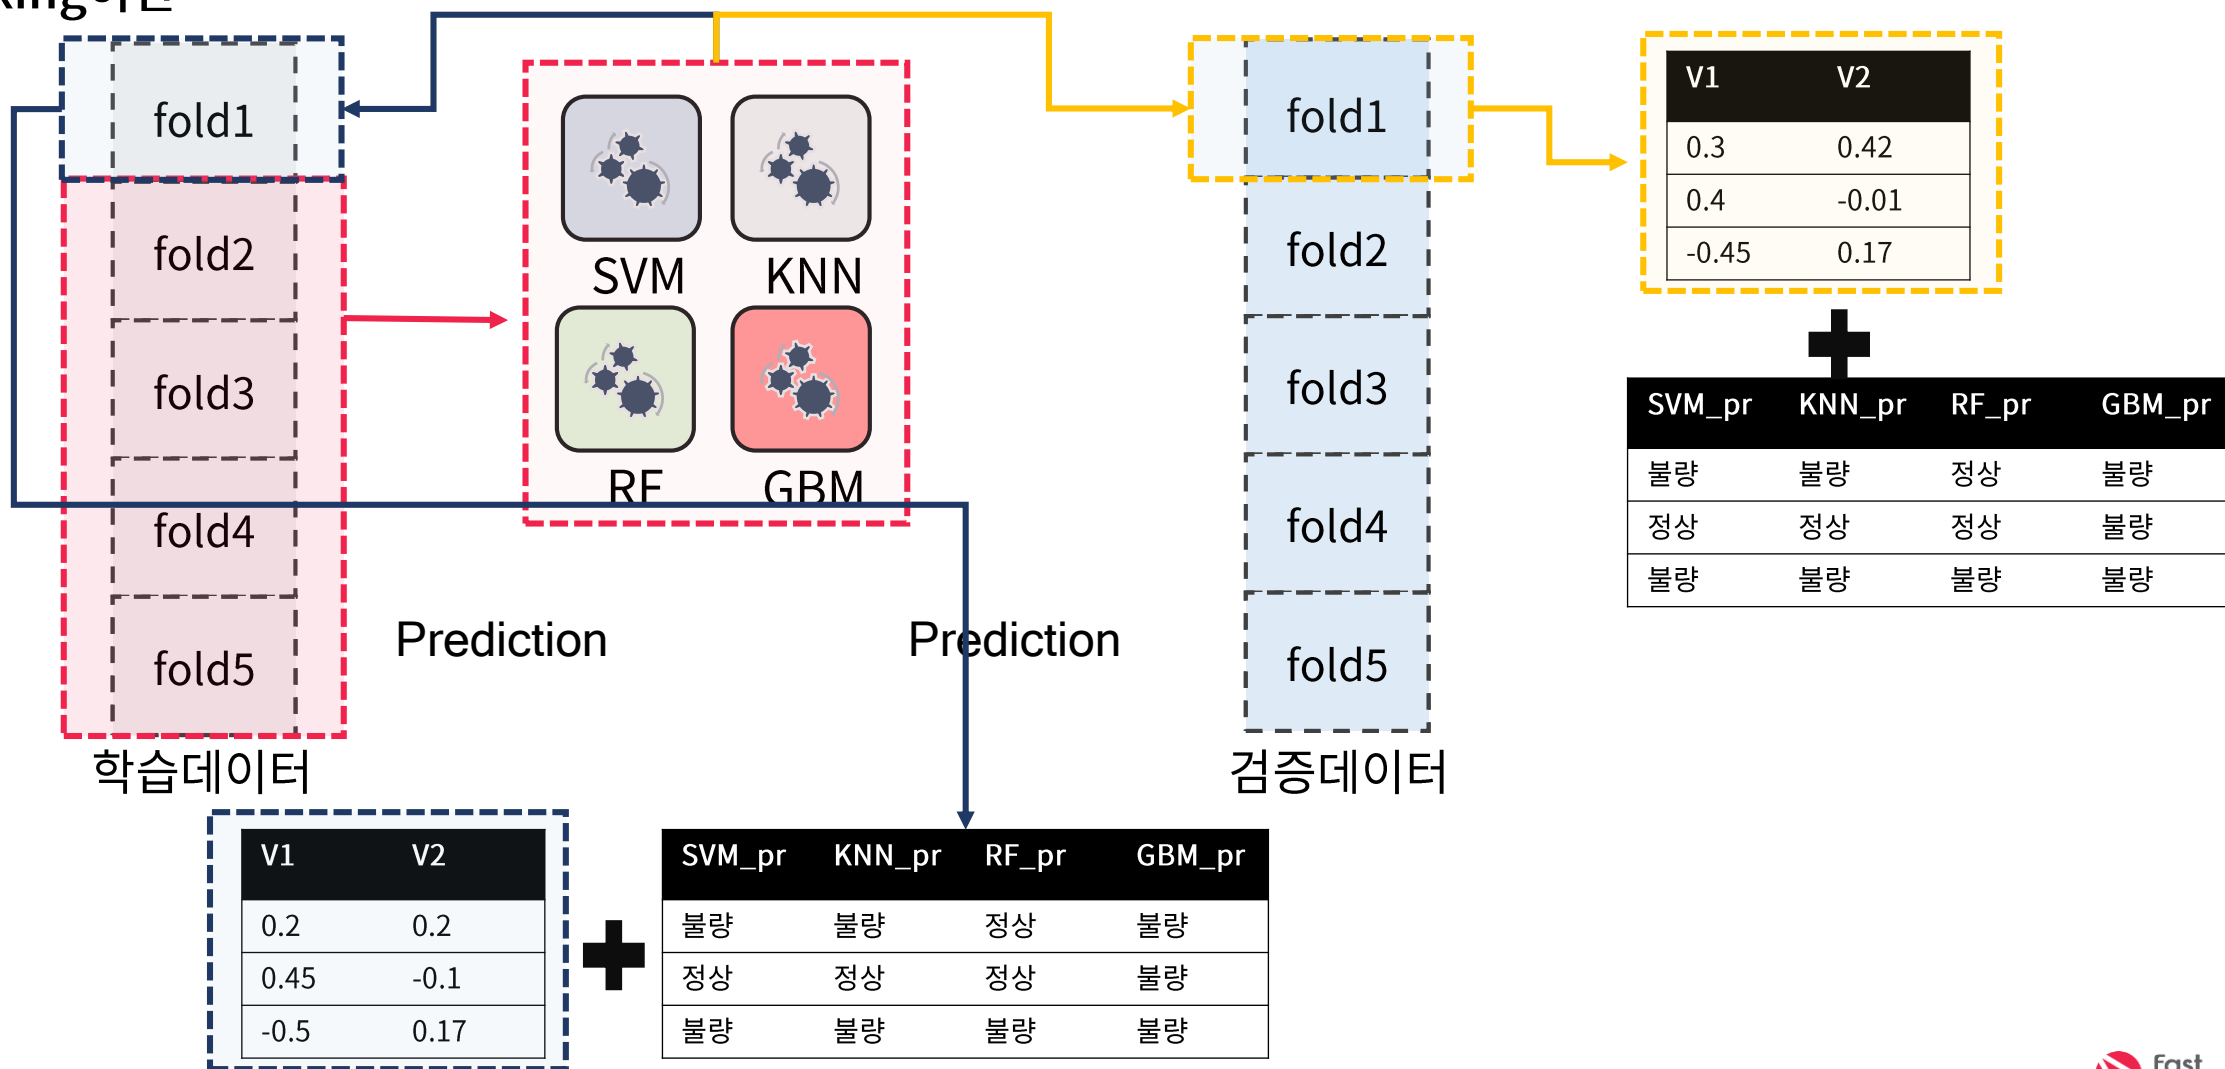 fold1
fold2
fold3
fold4
fold5
학습데이터
SVM
KNN
RF
GBM
Prediction
Prediction
fold1
fold2
fold3
fold4
fold5
검증데이터
V1 V2
0.3 0.42
0.4 -0.01
-0.45 0.17
SVM_pr KNN_pr RF_pr GBM_pr
불량 불량 정상 불량
정상 정상 정상 불량
불량 불량 불량 불량
V1 V2
0.2 0.2
0.45 -0.1
-0.5 0.17
SVM_pr KNN_pr RF_pr GBM_pr
불량 불량 정상 불량
정상 정상 정상 불량
불량 불량 불량 불량
Fast